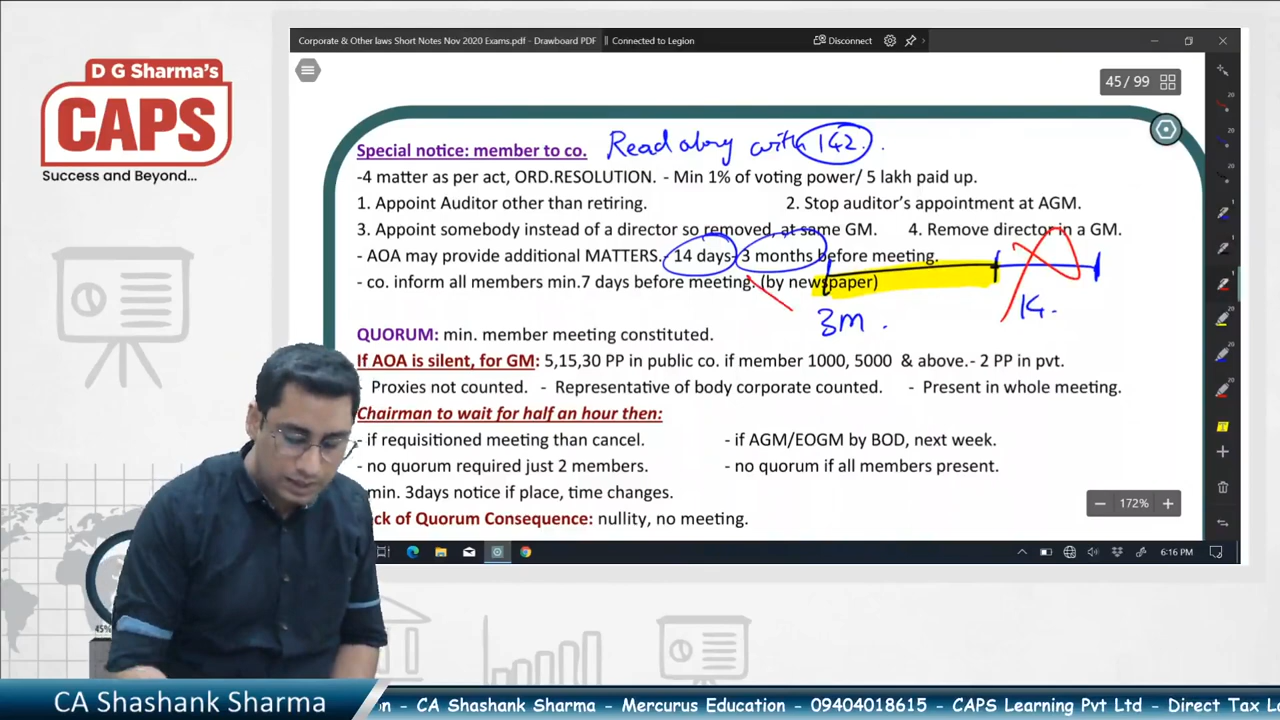 D G Sharma's
CAPS
Success and Beyond...
Corporate & Other laws Short Notes Nov 2020 Exams.pdf - Drawboard PDF || Connected to Legion
Disconnect
45 / 99
Special notice: member to co. Read along with 142.
-4 matter as per act, ORD.RESOLUTION. - Min 1% of voting power/ 5 lakh paid up.
1. Appoint Auditor other than retiring. 2. Stop auditor's appointment at AGM.
3. Appoint somebody instead of a director so removed, at same GM. 4. Remove director in a GM.
- AOA may provide additional MATTERS.- 14 days- 3 months before meeting.
- co. inform all members min.7 days before meeting. (by newspaper)
3M. 14.
QUORUM: min. member meeting constituted.
If AOA is silent, for GM: 5,15,30 PP in public co. if member 1000, 5000 & above.- 2 PP in pvt.
- Proxies not counted. - Representative of body corporate counted. - Present in whole meeting.
Chairman to wait for half an hour then:
- if requisitioned meeting than cancel. - if AGM/EOGM by BOD, next week.
- no quorum required just 2 members. - no quorum if all members present.
min. 3days notice if place, time changes.
of Quorum Consequence: nullity, no meeting.
172%
6:16 PM
45%
CA Shashank Sharma
on - CA Shashank Sharma - Mercurus Education - 09404018615 - CAPS Learning Pvt Ltd - Direct Tax La